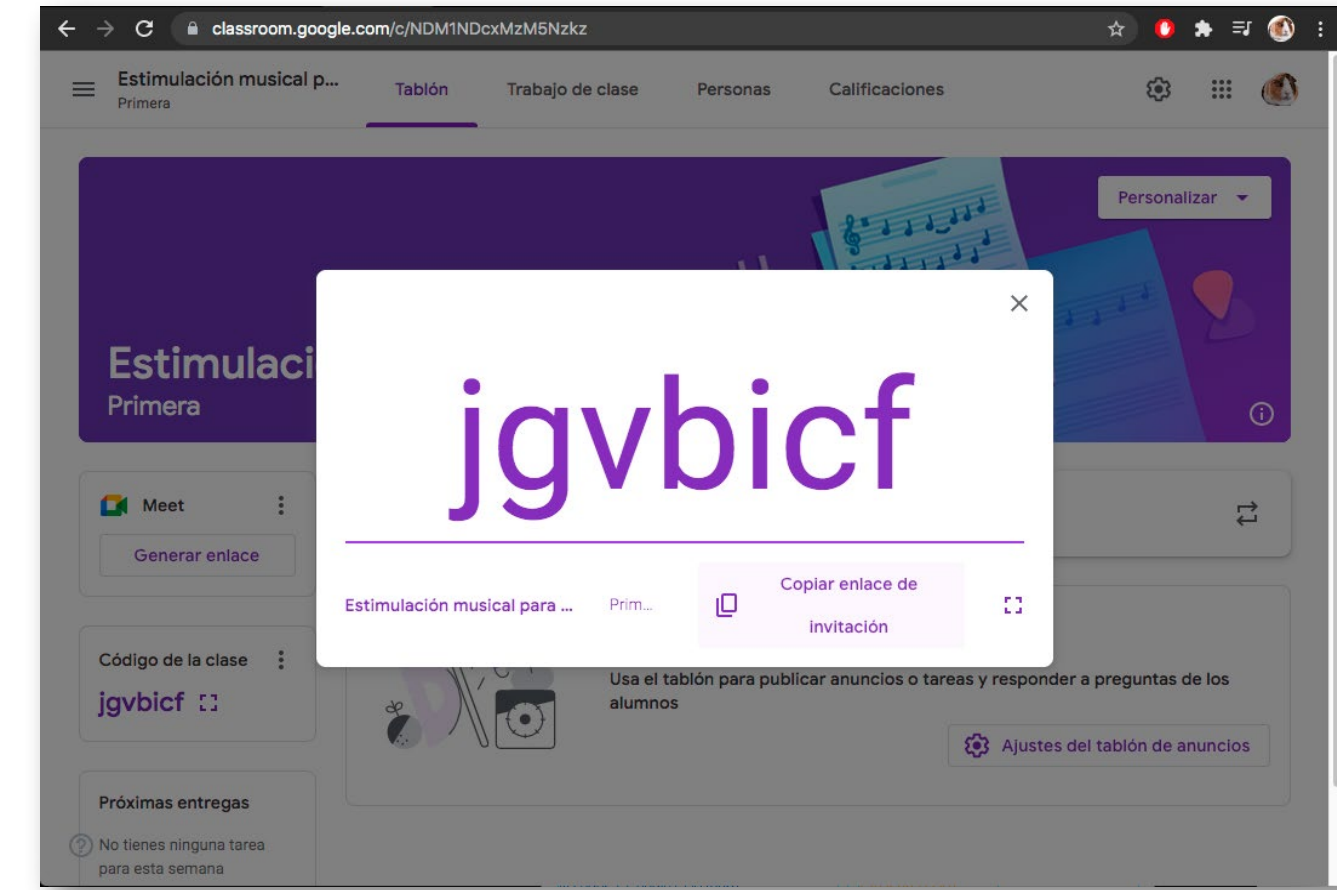 classroom.google.com/c/NDM1NDcxMzM5Nzkz
Estimulación musical p...
Primera
Tablón
Trabajo de clase
Personas
Calificaciones
Personalizar
Estimulaci
Primera
jgvbicf
Estimulación musical para ...
Prim...
Copiar enlace de
invitación
Meet
Generar enlace
Código de la clase
jgvbicf
Usa el tablón para publicar anuncios o tareas y responder a preguntas de los
alumnos
Ajustes del tablón de anuncios
Próximas entregas
No tienes ninguna tarea
para esta semana